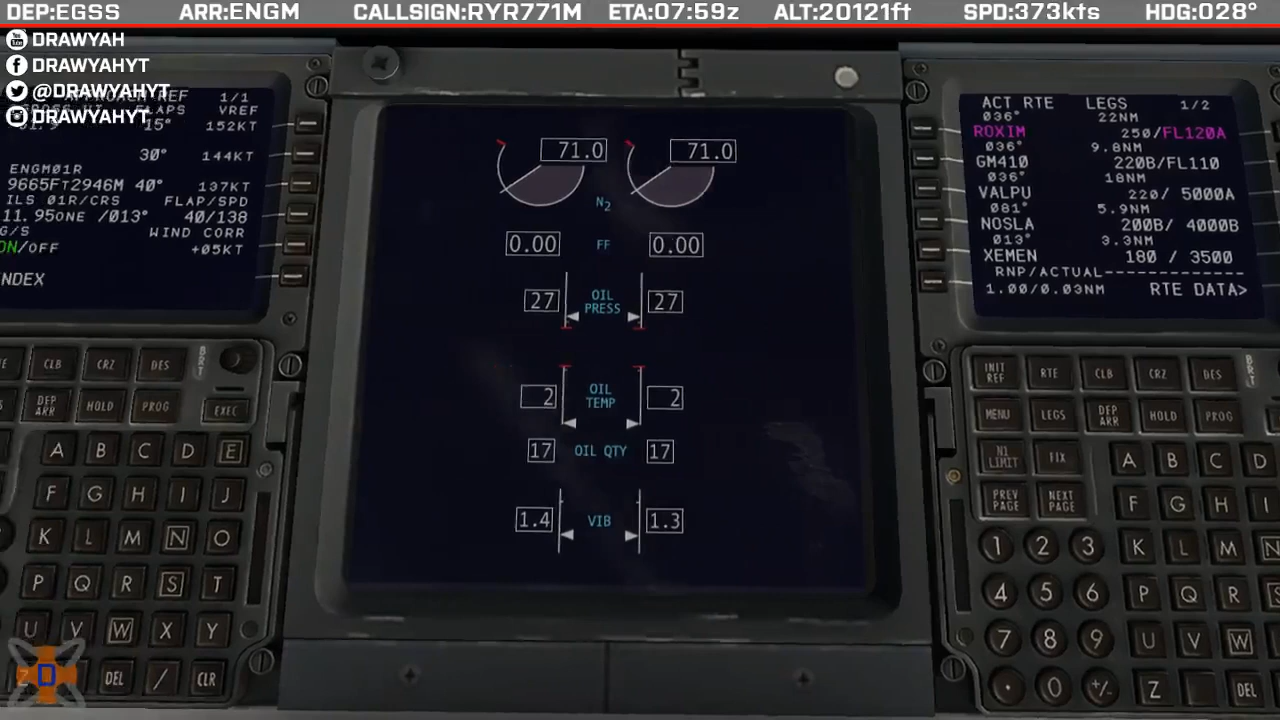 DEP:EGSS ARR:ENGM CALLSIGN:RYR771M ETA:07:59z ALT:20121ft SPD:373kts HDG:028°
DRAWYAH
DRAWYAHYT
@DRAWYAHYT
DRAWYAHYT
APPROACH REF 1/1
FLAPS VREF
15° 152KT
30° 144KT
ENGM01R
9665FT2946M 40° 137KT
ILS 01R/CRS FLAP/SPD
11.95ONE /013° 40/138
G/S WIND CORR
ON/OFF +05KT
INDEX
71.0 71.0
N2
0.00 FF 0.00
27 OIL PRESS 27
2 OIL TEMP 2
17 OIL QTY 17
1.4 VIB 1.3
ACT RTE LEGS 1/2
036° 22NM
ROXIM 250/FL120A
036° 9.8NM
GM410 220B/FL110
036° 18NM
VALPU 220/ 5000A
081° 5.9NM
NOSLA 200B/ 4000B
013° 3.3NM
XEMEN 180 / 3500
RNP/ACTUAL---------------
1.00/0.03NM RTE DATA>
CLB CRZ DES BRT
DEP ARR HOLD PROG EXEC
A B C D E
F G H I J
K L M N O
P Q R S T
U V W X Y
Z D DEL / CLR
INIT REF RTE CLB CRZ DES BRT
MENU LEGS DEP ARR HOLD PROG
N1 LIMIT FIX A B C D
PREV PAGE NEXT PAGE F G H I
1 2 3 K L M N
4 5 6 P Q R S
7 8 9 U V W
. 0 +/- Z DEL